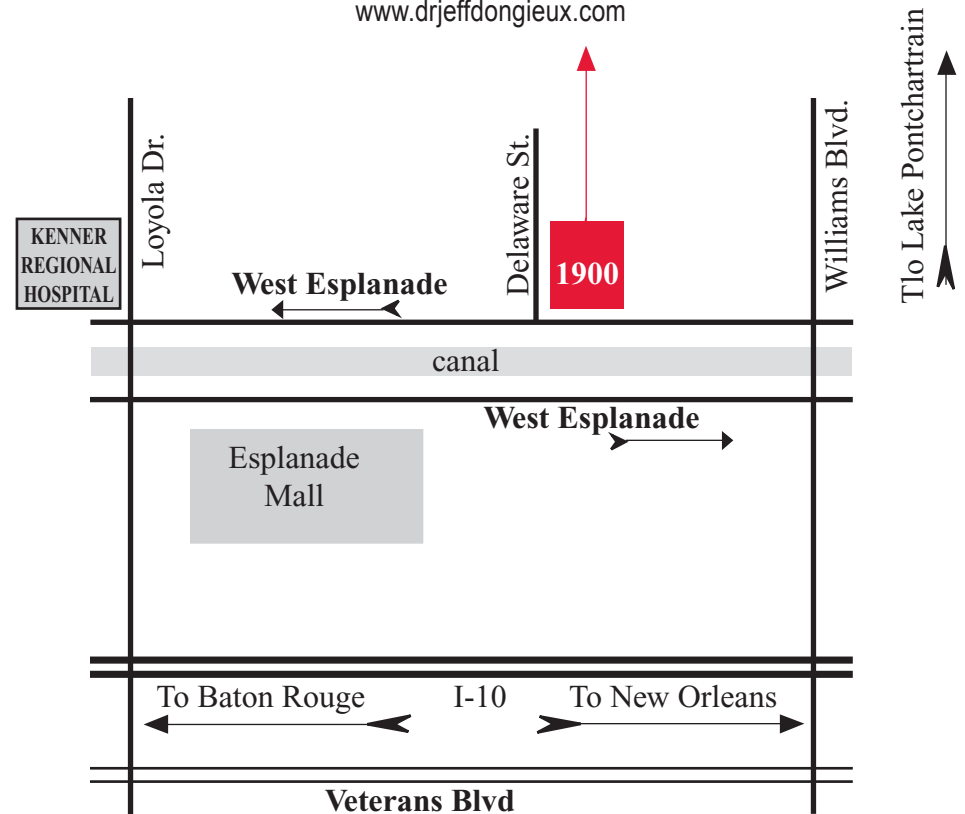 www.drjeffdongieux.com
Tlo Lake Pontchartrain
Loyola Dr.
Delaware St.
Williams Blvd.
KENNER
REGIONAL
HOSPITAL
1900
West Esplanade
canal
West Esplanade
Esplanade
Mall
To Baton Rouge
I-10
To New Orleans
Veterans Blvd